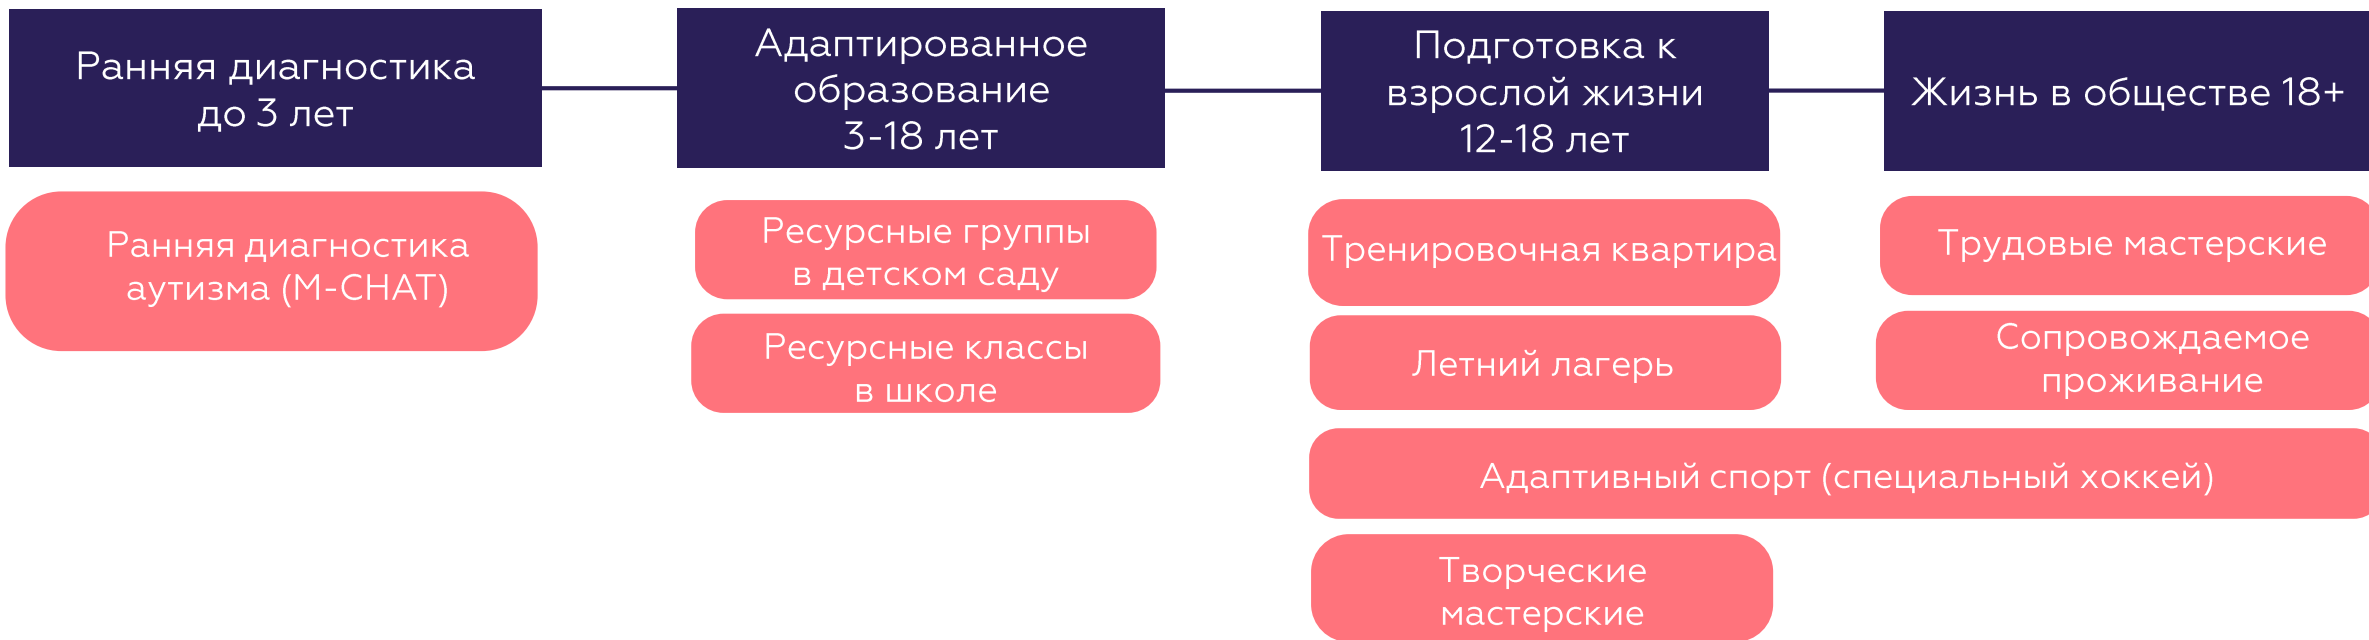 Ранняя диагностика
до 3 лет
Адаптированное
образование
3-18 лет
Подготовка к
взрослой жизни
12-18 лет
Жизнь в обществе 18+
Ранняя диагностика
аутизма (M-CHAT)
Ресурсные группы
в детском саду
Ресурсные классы
в школе
Тренировочная квартира
Летний лагерь
Трудовые мастерские
Сопровождаемое
проживание
Адаптивный спорт (специальный хоккей)
Творческие
мастерские